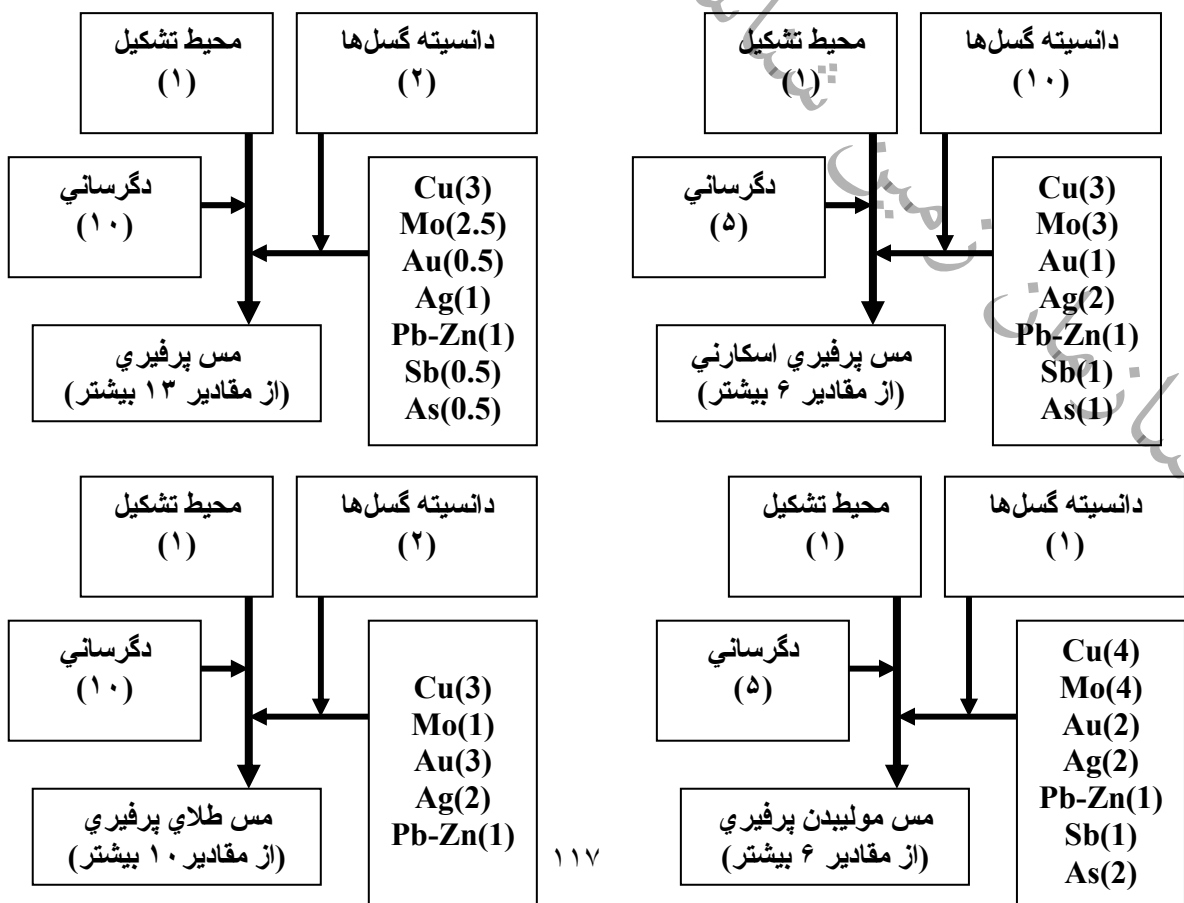 محیط تشکیل
(۱)
دانسیته گسل‌ها
(۲)
دگرساني
(۱۰)
Cu(3)
Mo(2.5)
Au(0.5)
Ag(1)
Pb-Zn(1)
Sb(0.5)
As(0.5)
مس پرفیري
(از مقادیر ۱۳ بیشتر)
محیط تشکیل
(۱)
دانسیته گسل‌ها
(۱۰)
دگرساني
(۵)
Cu(3)
Mo(3)
Au(1)
Ag(2)
Pb-Zn(1)
Sb(1)
As(1)
مس پرفیري اسکارني
(از مقادیر ۶ بیشتر)
محیط تشکیل
(۱)
دانسیته گسل‌ها
(۲)
دگرساني
(۱۰)
Cu(3)
Mo(1)
Au(3)
Ag(2)
Pb-Zn(1)
مس طلاي پرفیري
(از مقادیر ۱۰ بیشتر)
محیط تشکیل
(۱)
دانسیته گسل‌ها
(۱)
دگرساني
(۵)
Cu(4)
Mo(4)
Au(2)
Ag(2)
Pb-Zn(1)
Sb(1)
As(2)
مس مولیبدن پرفیري
(از مقادیر ۶ بیشتر)
۱۱۷
زمین